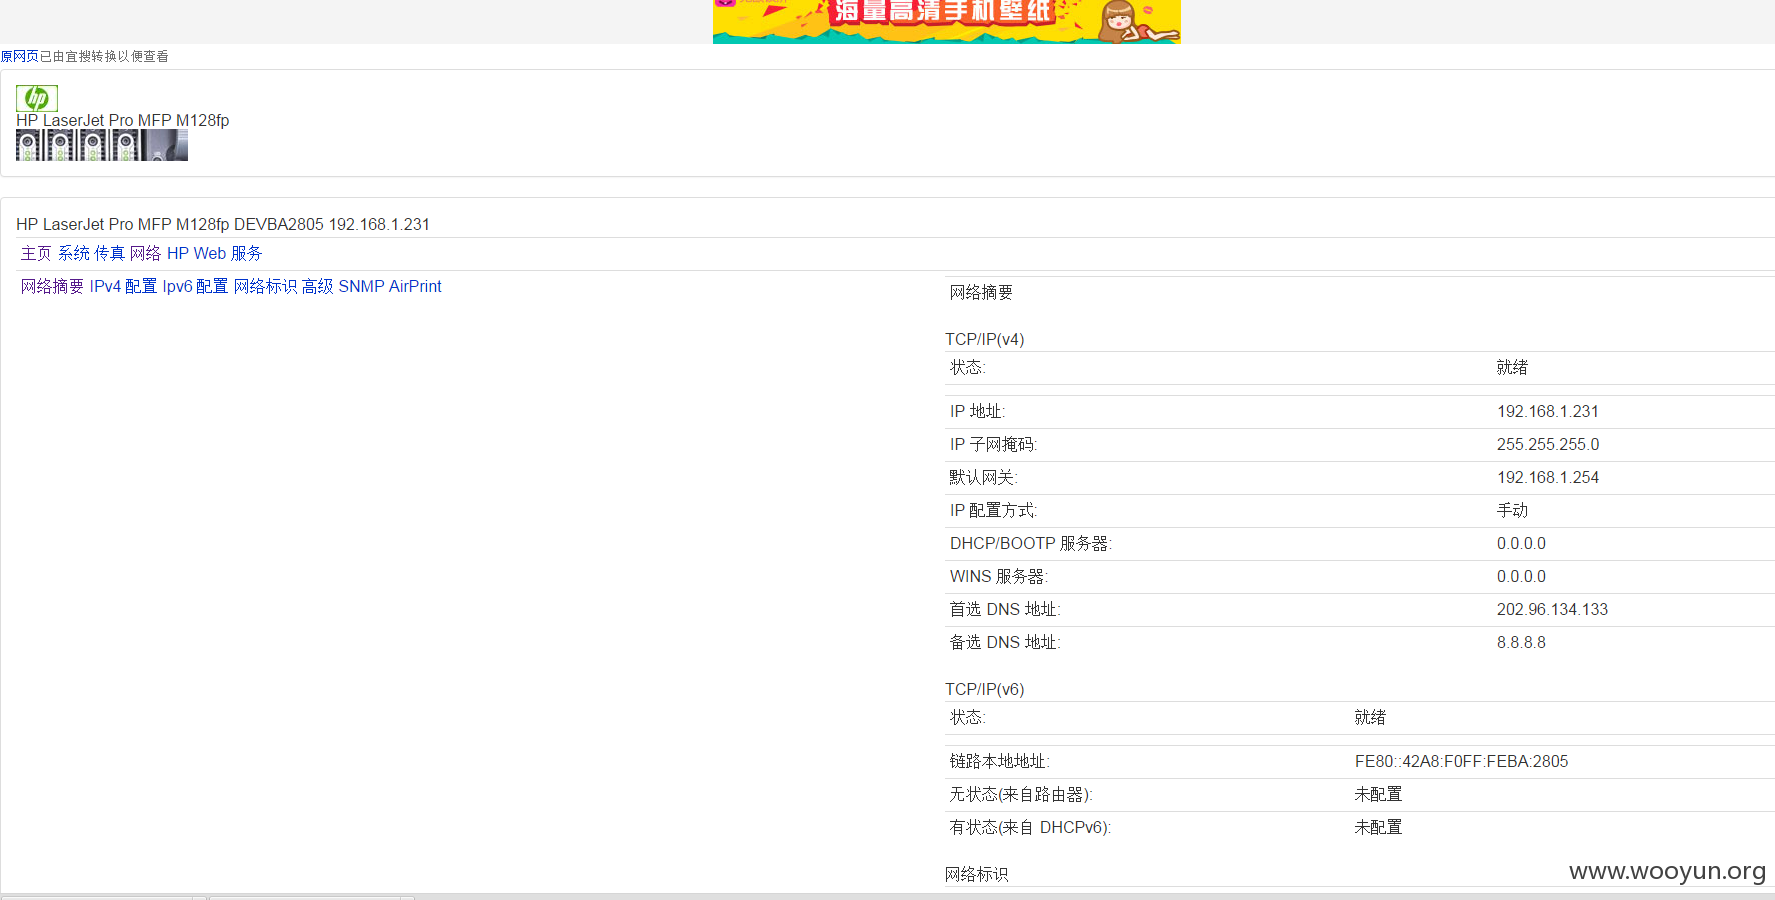 海量高清手机壁纸
原网页已由宜搜转换以便查看
hp
HP LaserJet Pro MFP M128fp
HP LaserJet Pro MFP M128fp DEVBA2805 192.168.1.231
主页 系统 传真 网络 HP Web 服务
网络摘要 IPv4 配置 Ipv6 配置 网络标识 高级 SNMP AirPrint
网络摘要
TCP/IP(v4)
状态: 就绪
IP 地址: 192.168.1.231
IP 子网掩码: 255.255.255.0
默认网关: 192.168.1.254
IP 配置方式: 手动
DHCP/BOOTP 服务器: 0.0.0.0
WINS 服务器: 0.0.0.0
首选 DNS 地址: 202.96.134.133
备选 DNS 地址: 8.8.8.8
TCP/IP(v6)
状态: 就绪
链路本地地址: FE80::42A8:F0FF:FEBA:2805
无状态(来自路由器): 未配置
有状态(来自 DHCPv6): 未配置
网络标识
www.wooyun.org